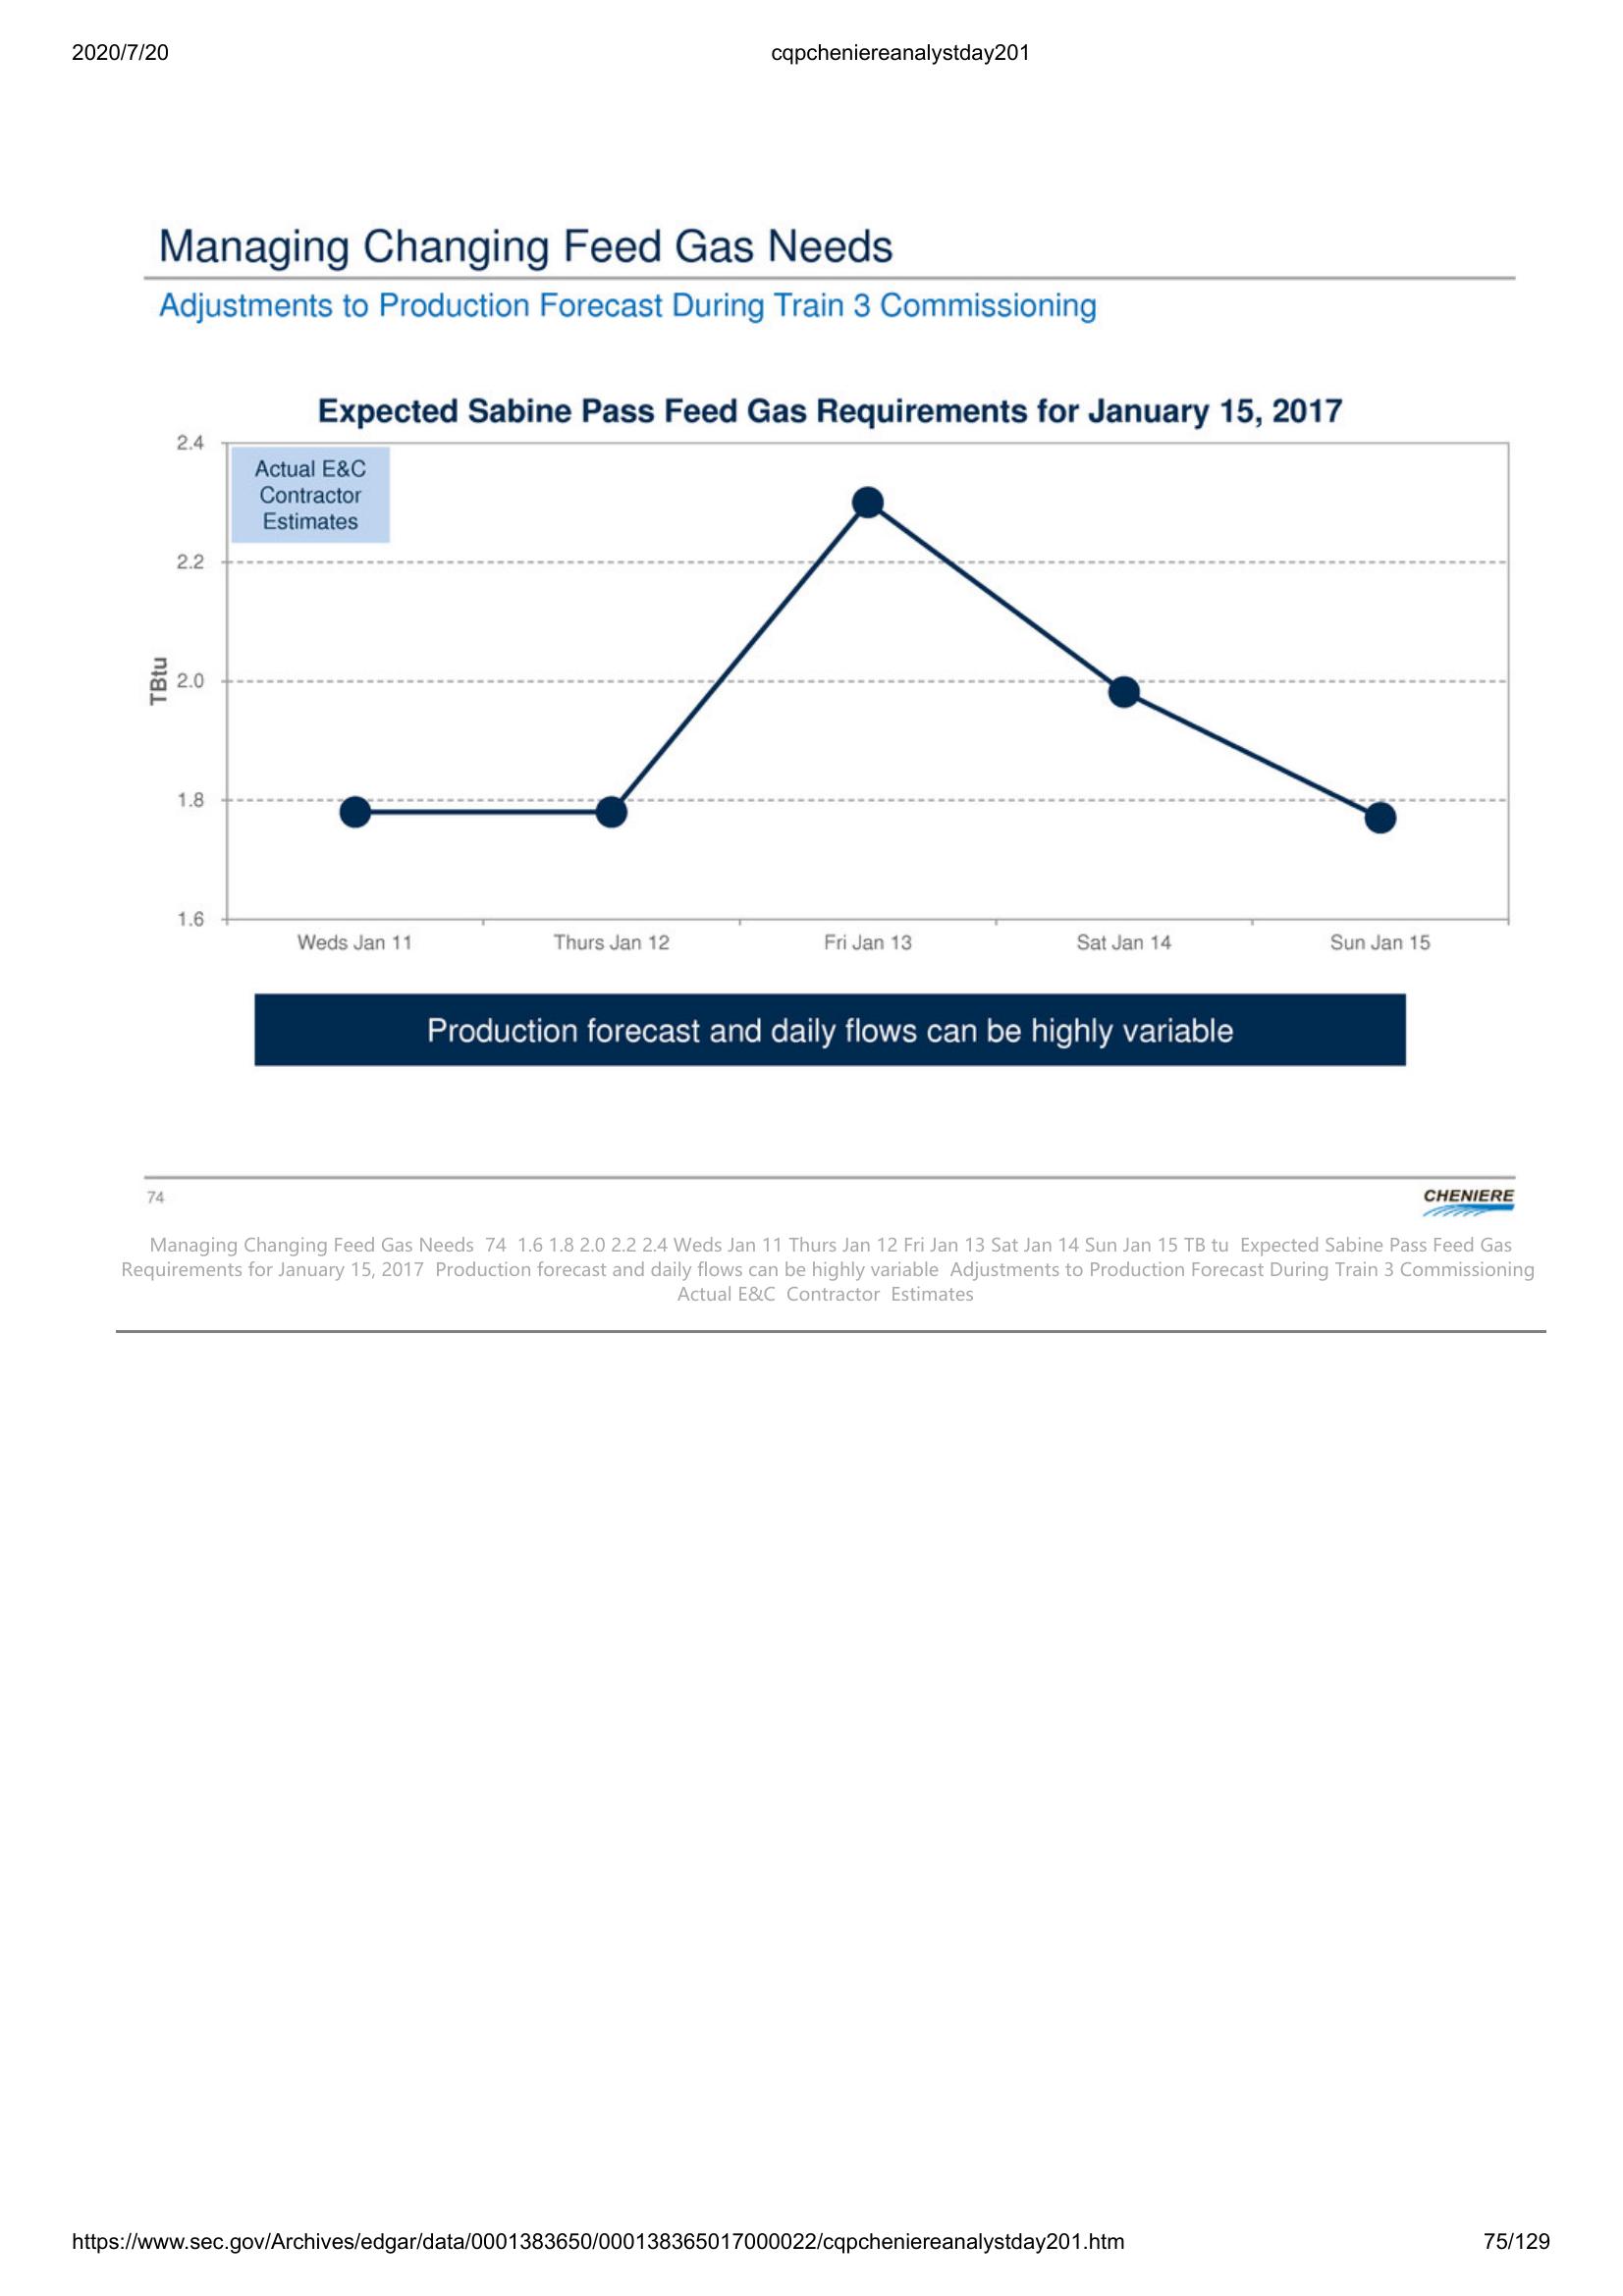 2020/7/20 cqpcheniereanalystday201
Managing Changing Feed Gas Needs
Adjustments to Production Forecast During Train 3 Commissioning
Expected Sabine Pass Feed Gas Requirements for January 15, 2017
2.4
Actual E&C
Contractor
Estimates
2.2
TBtu
2.0
1.8
1.6
Weds Jan 11 Thurs Jan 12 Fri Jan 13 Sat Jan 14 Sun Jan 15
Production forecast and daily flows can be highly variable
74 CHENIERE
Managing Changing Feed Gas Needs 74 1.6 1.8 2.0 2.2 2.4 Weds Jan 11 Thurs Jan 12 Fri Jan 13 Sat Jan 14 Sun Jan 15 TB tu Expected Sabine Pass Feed Gas
Requirements for January 15, 2017 Production forecast and daily flows can be highly variable Adjustments to Production Forecast During Train 3 Commissioning
Actual E&C Contractor Estimates
https://www.sec.gov/Archives/edgar/data/0001383650/000138365017000022/cqpcheniereanalystday201.htm 75/129